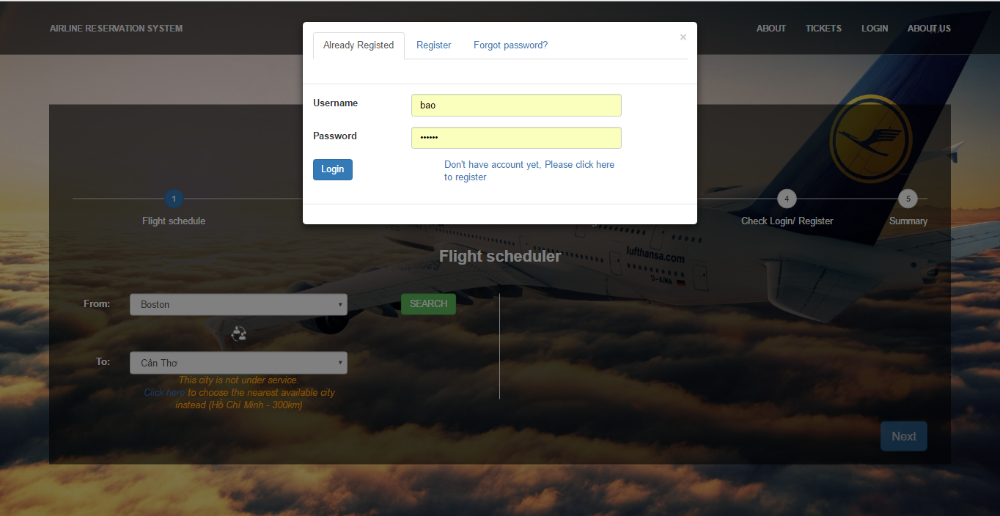 AIRLINE RESERVATION SYSTEM
ABOUT TICKETS LOGIN ABOUT US
Already Registed Register Forgot password? ×
Username bao
Password ••••••
Login
Don't have account yet, Please click here
to register
1 4 5
Flight schedule Check Login/ Register Summary
Flight scheduler
lufthansa.com
D-AIMA
From: Boston SEARCH
To: Cần Thơ
This city is not under service.
Click here to choose the nearest available city
instead (Hồ Chí Minh - 300km)
Next